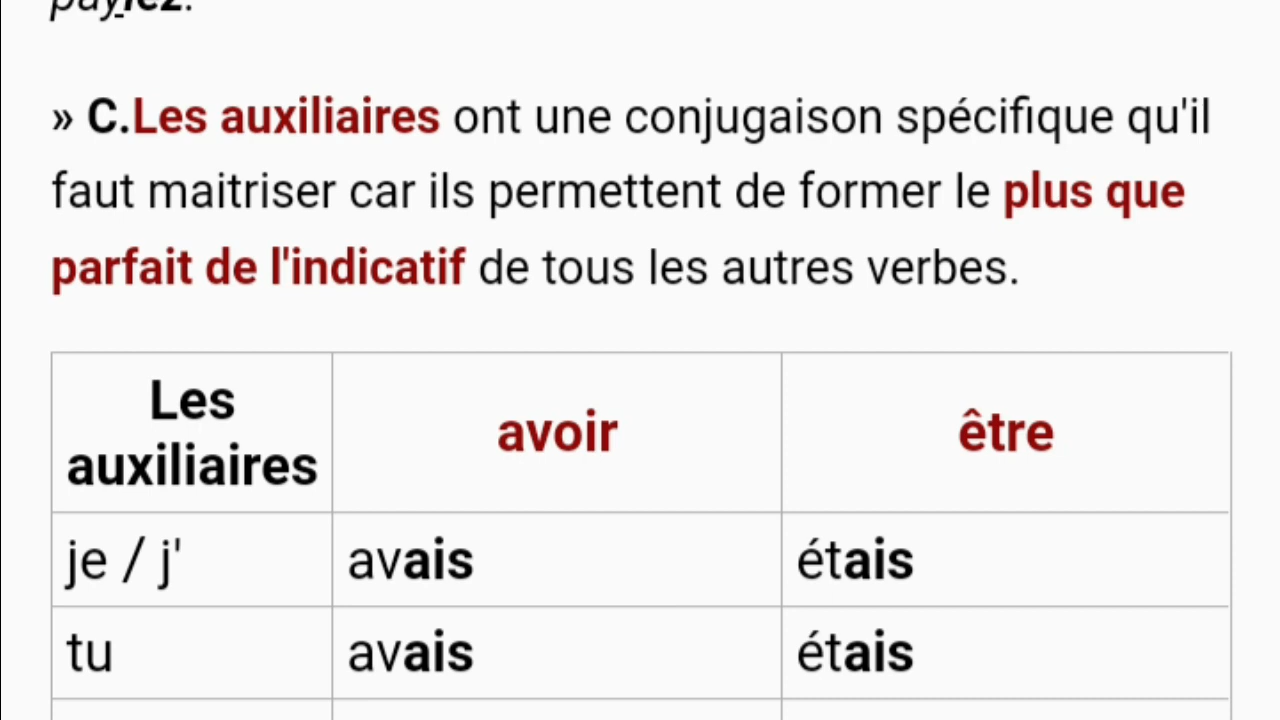 payiez.
» C.Les auxiliaires ont une conjugaison spécifique qu'il
faut maitriser car ils permettent de former le plus que
parfait de l'indicatif de tous les autres verbes.
Les
auxiliaires
avoir
être
je / j'
avais
étais
tu
avais
étais